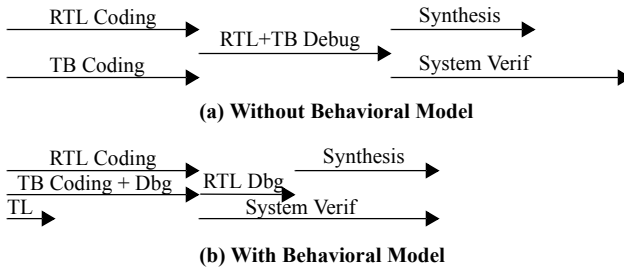 RTL Coding
Synthesis
RTL+TB Debug
TB Coding
System Verif
(a) Without Behavioral Model
RTL Coding
Synthesis
TB Coding + Dbg
RTL Dbg
TL
System Verif
(b) With Behavioral Model